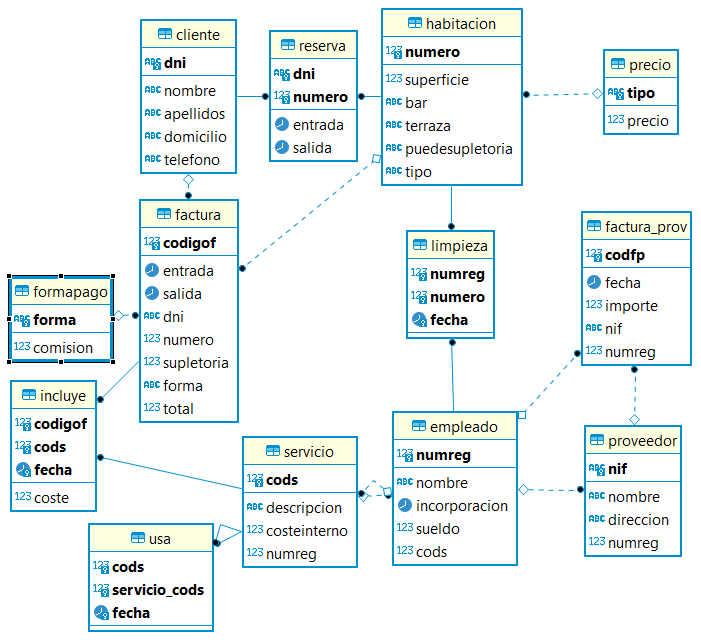 cliente
dni
nombre
apellidos
domicilio
telefono
reserva
dni
numero
entrada
salida
habitacion
numero
superficie
bar
terraza
puedesupletoria
tipo
precio
tipo
precio
factura
codigof
entrada
salida
dni
numero
supletoria
forma
total
formapago
forma
comision
limpieza
numreg
numero
fecha
factura_prov
codfp
fecha
importe
nif
numreg
incluye
codigof
cods
fecha
coste
servicio
cods
descripcion
costeinterno
numreg
empleado
numreg
nombre
incorporacion
sueldo
cods
proveedor
nif
nombre
direccion
numreg
usa
cods
servicio_cods
fecha